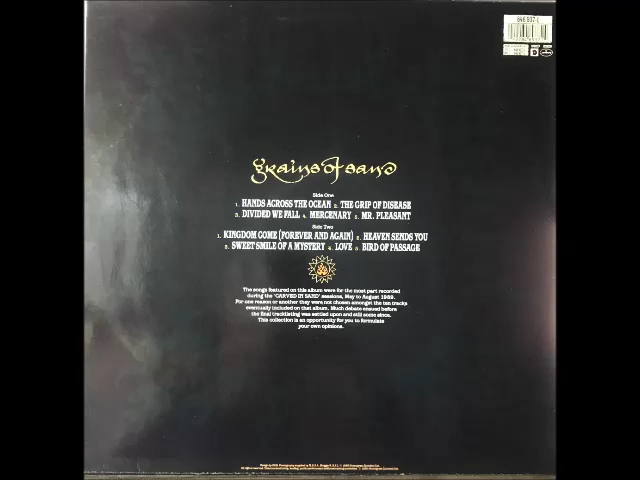 846 937-1
grains of sand
Side One
1. HANDS ACROSS THE OCEAN 2. THE GRIP OF DISEASE
3. DIVIDED WE FALL 4. MERCENARY 5. MR. PLEASANT
Side Two
1. KINGDOM COME (FOREVER AND AGAIN) 2. HEAVEN SENDS YOU
3. SWEET SMILE OF A MYSTERY 4. LOVE 5. BIRD OF PASSAGE
The songs featured on this album were for the most part recorded
during the 'CARVED IN SAND' sessions, May to August 1989.
For one reason or another they were not chosen amongst the ten tracks
eventually included on that album. Much debate ensued before
the final tracklisting was settled upon and still some since.
This collection is an opportunity for you to formulate
your own opinions.